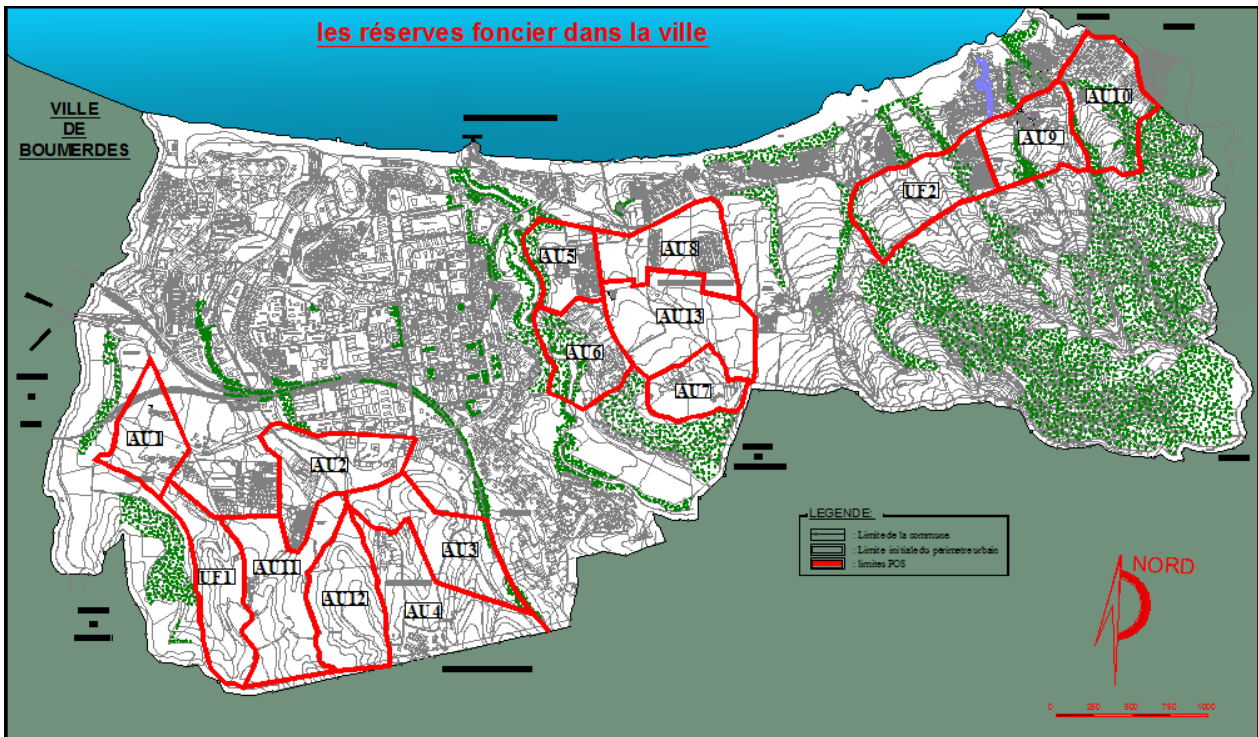 les réserves foncier dans la ville
VILLE
DE
BOUMERDES
AU10
AU9
UF2
AU5
AU8
AU13
AU6
AU7
AU1
AU2
AU3
UF1
AU11
AU12
AU4
LEGENDE:
: Limite de la commune
: Limite initiale du périmetre urbain
: limites POS
NORD
0 250 500 750 1000